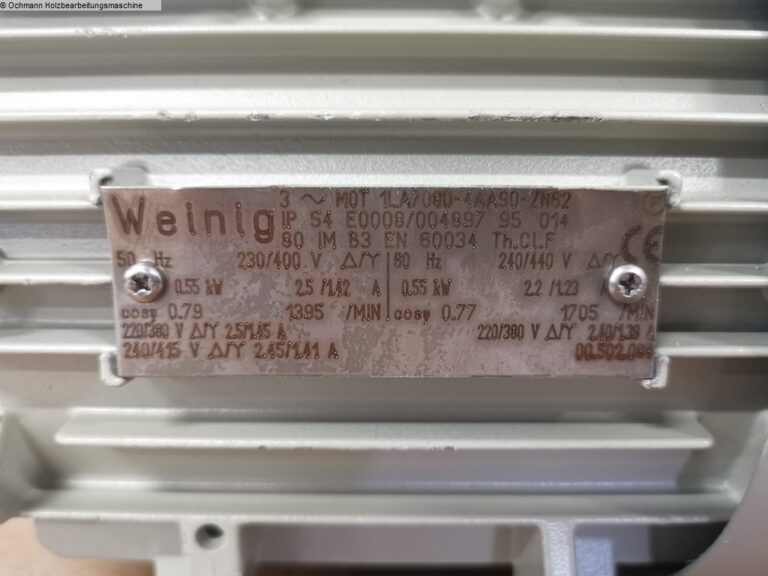 ® Ochmann Holzbearbeitungsmaschine
Weinig
3 ~ MOT 1LA7080-4AA90-ZN62
IP 54 E0008/004897 95 014
80 IM B3 EN 60034 Th.CL.F
50 Hz 230/400 V Δ/Y 60 Hz 240/440 V Δ/Y
0.55 kW 2.5/1.42 A 0.55 kW 2.2/1.23 A
cosφ 0.79 1395 /MIN cosφ 0.77 1705 /MIN
220/380 V Δ/Y 2.5/1.45 A 220/380 V Δ/Y 2.40/1.39 A
240/415 V Δ/Y 2.45/1.41 A
CE